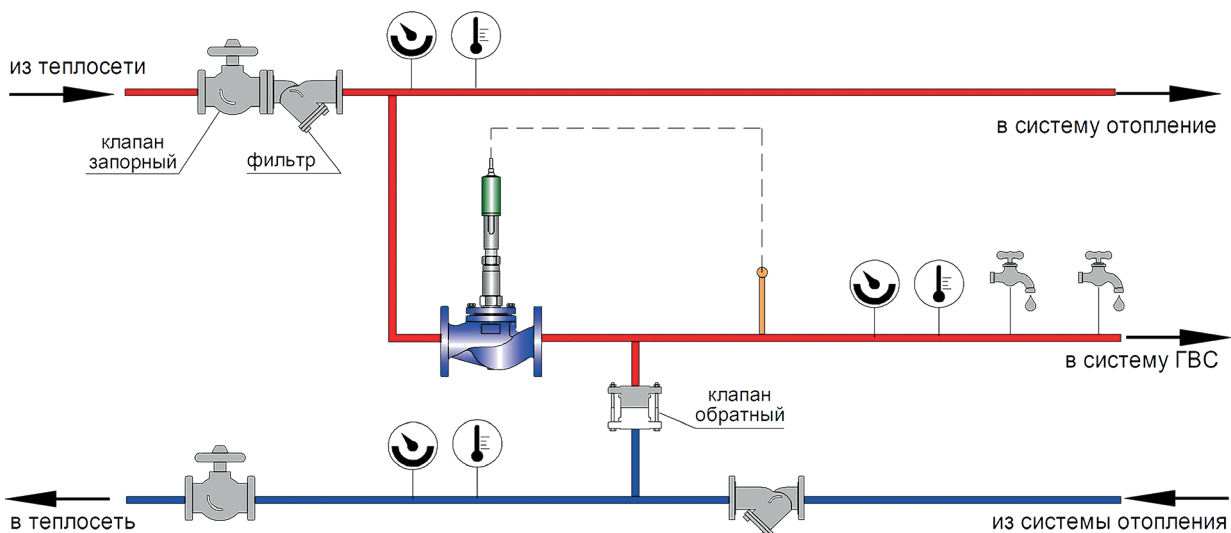 из теплосети
клапан
запорный
фильтр
в систему отопление
в систему ГВС
клапан
обратный
в теплосеть
из системы отопления